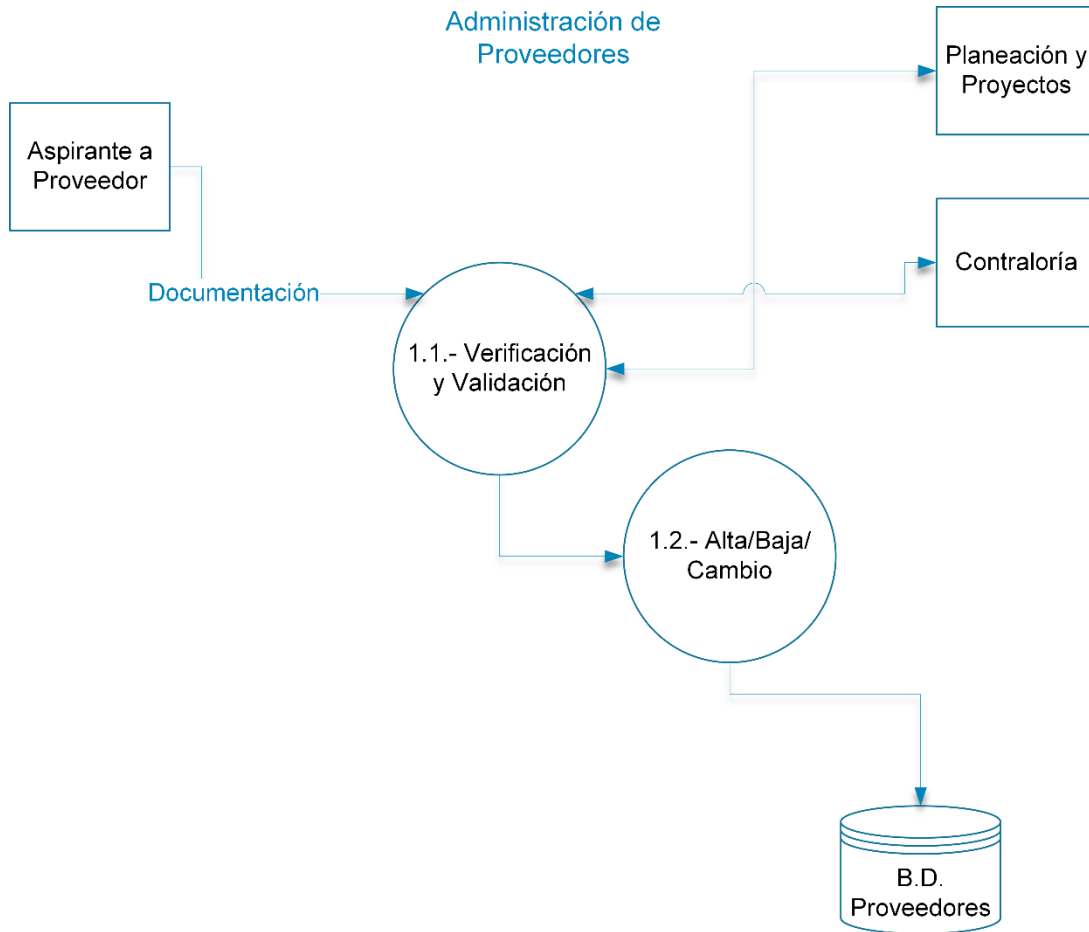 Administración de
Proveedores
Planeación y
Proyectos
Aspirante a
Proveedor
Contraloría
Documentación
1.1.- Verificación
y Validación
1.2.- Alta/Baja/
Cambio
B.D.
Proveedores